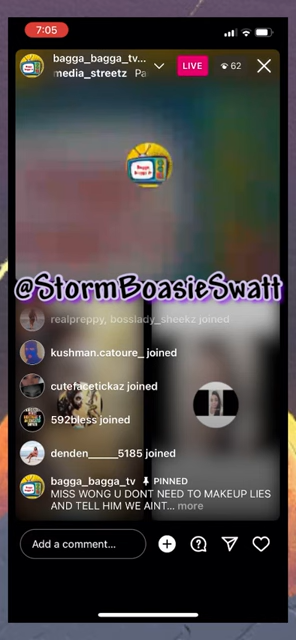 7:05
bagga_bagga_tv...
media_streetz Pa
LIVE
62
@StormBoasieSwatt
realpreppy, bosslady_sheekz joined
kushman.catoure_ joined
cutefacetickaz joined
592bless joined
denden_____5185 joined
bagga_bagga_tv PINNED
MISS WONG U DONT NEED TO MAKEUP LIES
AND TELL HIM WE AINT... more
Add a comment...